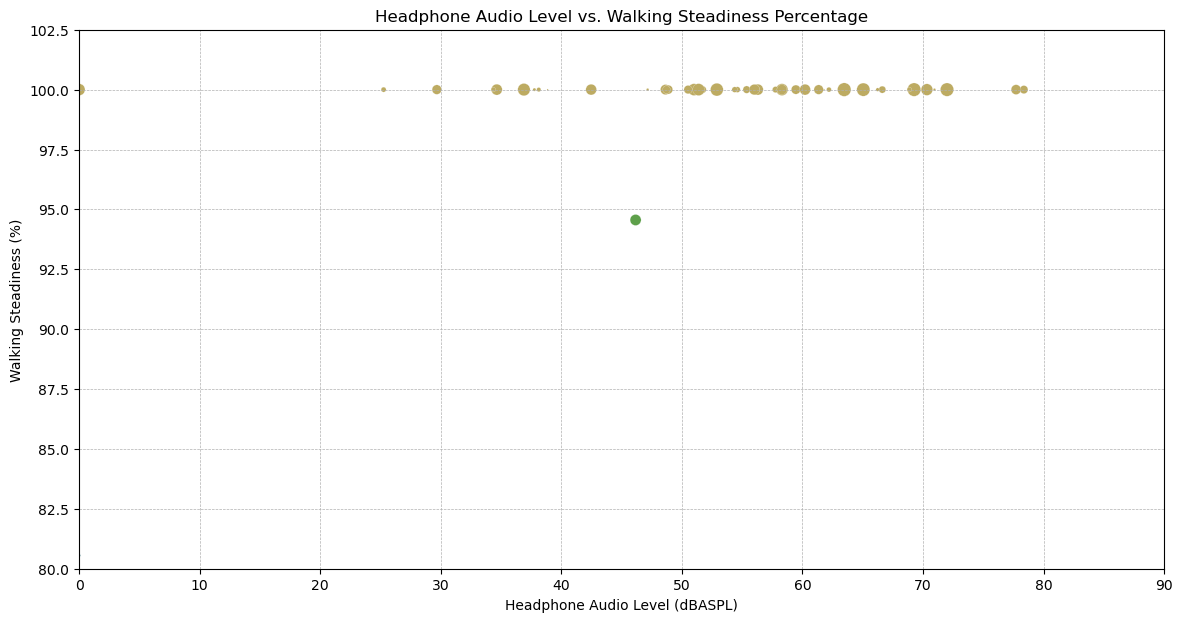 Headphone Audio Level vs. Walking Steadiness Percentage
Walking Steadiness (%)
102.5
100.0
97.5
95.0
92.5
90.0
87.5
85.0
82.5
80.0
0 10 20 30 40 50 60 70 80 90
Headphone Audio Level (dBASPL)